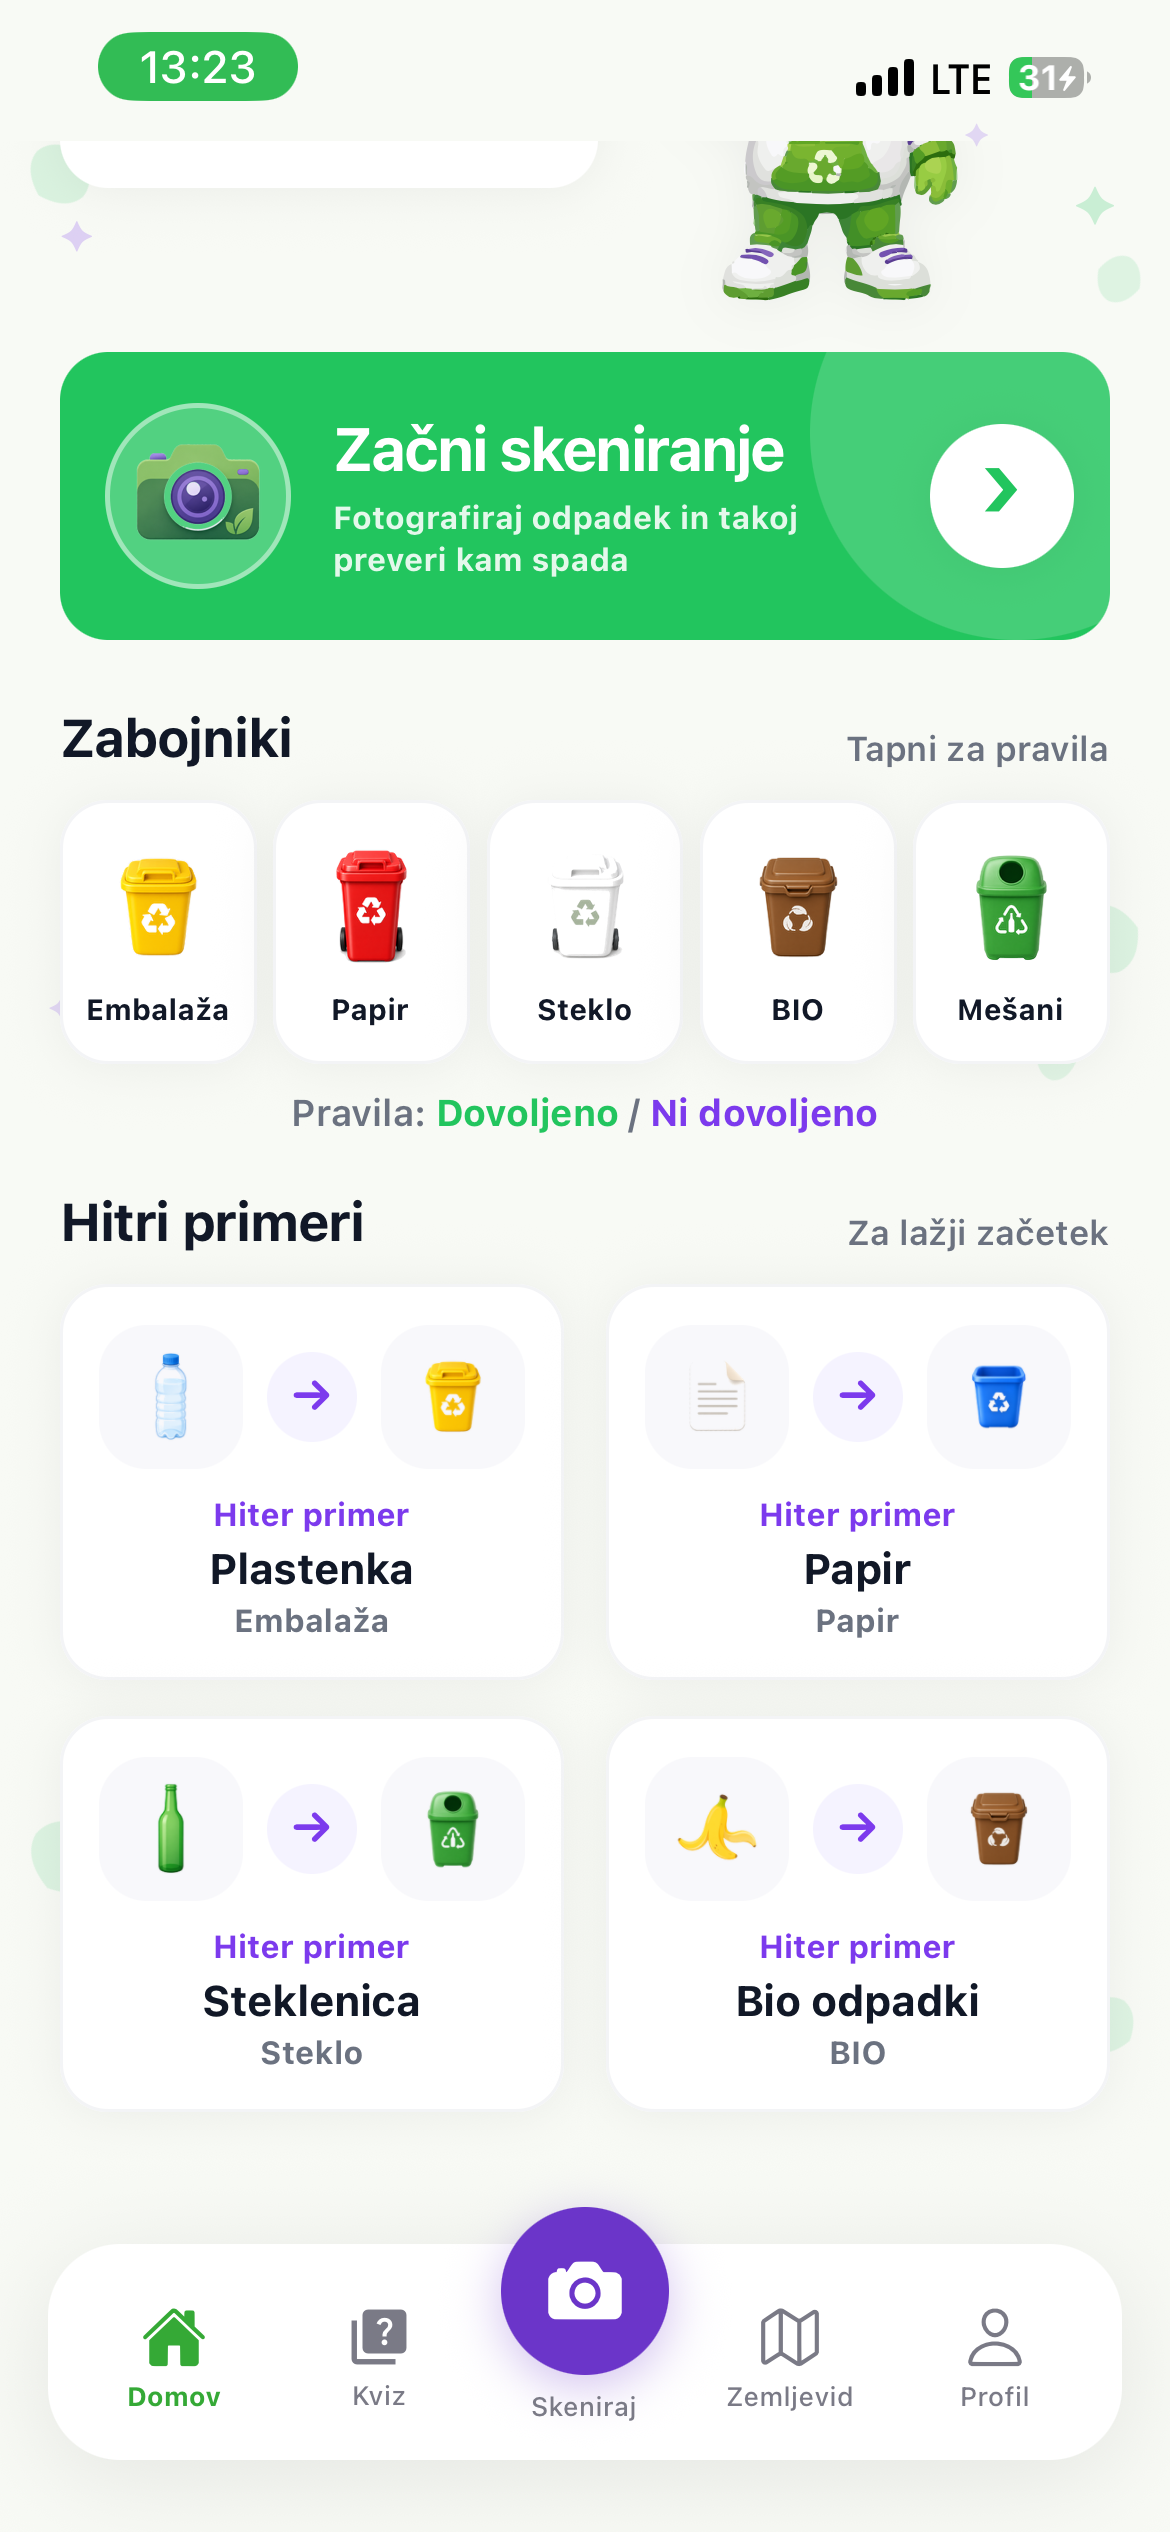 13:23
LTE
31
Začni skeniranje
Fotografiraj odpadek in takoj
preveri kam spada
Zabojniki
Tapni za pravila
Embalaža
Papir
Steklo
BIO
Mešani
Pravila: Dovoljeno / Ni dovoljeno
Hitri primeri
Za lažji začetek
Hiter primer
Plastenka
Embalaža
Hiter primer
Papir
Papir
Hiter primer
Steklenica
Steklo
Hiter primer
Bio odpadki
BIO
Domov
Kviz
Skeniraj
Zemljevid
Profil